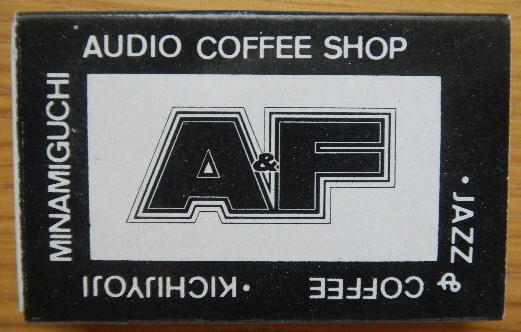 AUDIO COFFEE SHOP
• JAZZ & COFFEE
• KICHIJYOJI
MINAMIGUCHI
A&F